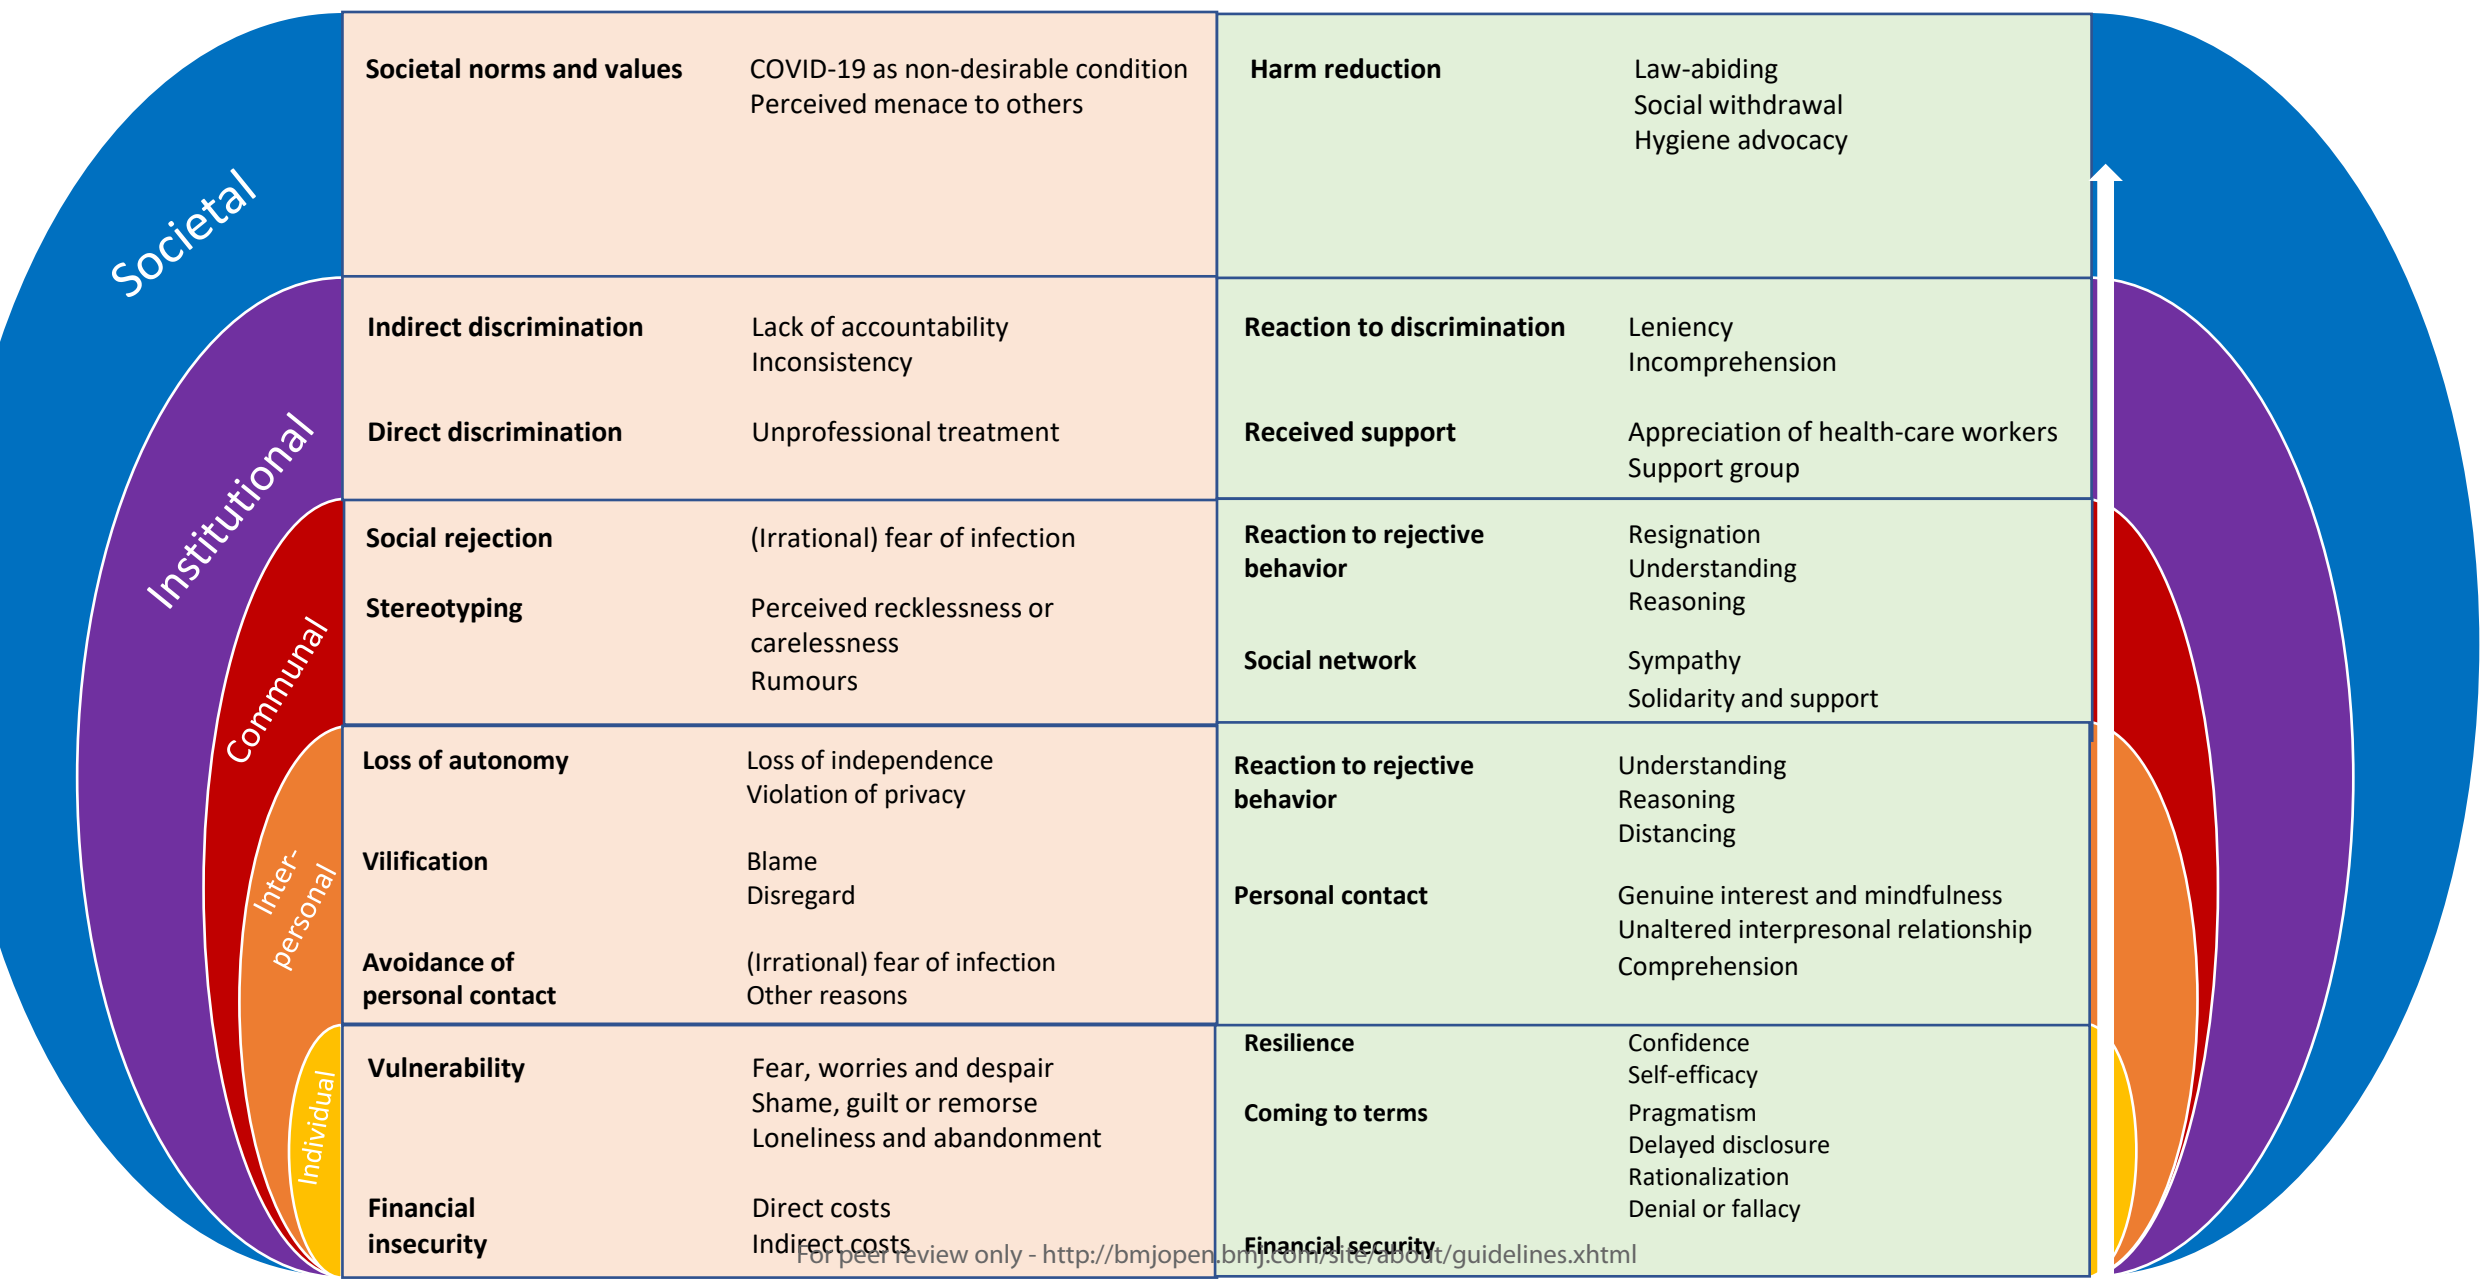 Societal
Societal norms and values
COVID-19 as non-desirable condition
Perceived menace to others
Harm reduction
Law-abiding
Social withdrawal
Hygiene advocacy
Institutional
Indirect discrimination
Lack of accountability
Inconsistency
Direct discrimination
Unprofessional treatment
Reaction to discrimination
Leniency
Incomprehension
Received support
Appreciation of health-care workers
Support group
Communal
Social rejection
(Irrational) fear of infection
Stereotyping
Perceived recklessness or
carelessness
Rumours
Reaction to rejective
behavior
Resignation
Understanding
Reasoning
Social network
Sympathy
Solidarity and support
Inter-
personal
Loss of autonomy
Loss of independence
Violation of privacy
Vilification
Blame
Disregard
Avoidance of
personal contact
(Irrational) fear of infection
Other reasons
Reaction to rejective
behavior
Understanding
Reasoning
Distancing
Personal contact
Genuine interest and mindfulness
Unaltered interpresonal relationship
Comprehension
Individual
Vulnerability
Fear, worries and despair
Shame, guilt or remorse
Loneliness and abandonment
Financial
insecurity
Direct costs
Indirect costs
Resilience
Confidence
Self-efficacy
Coming to terms
Pragmatism
Delayed disclosure
Rationalization
Denial or fallacy
Financial security
For peer review only - http://bmjopen.bmj.com/site/about/guidelines.xhtml